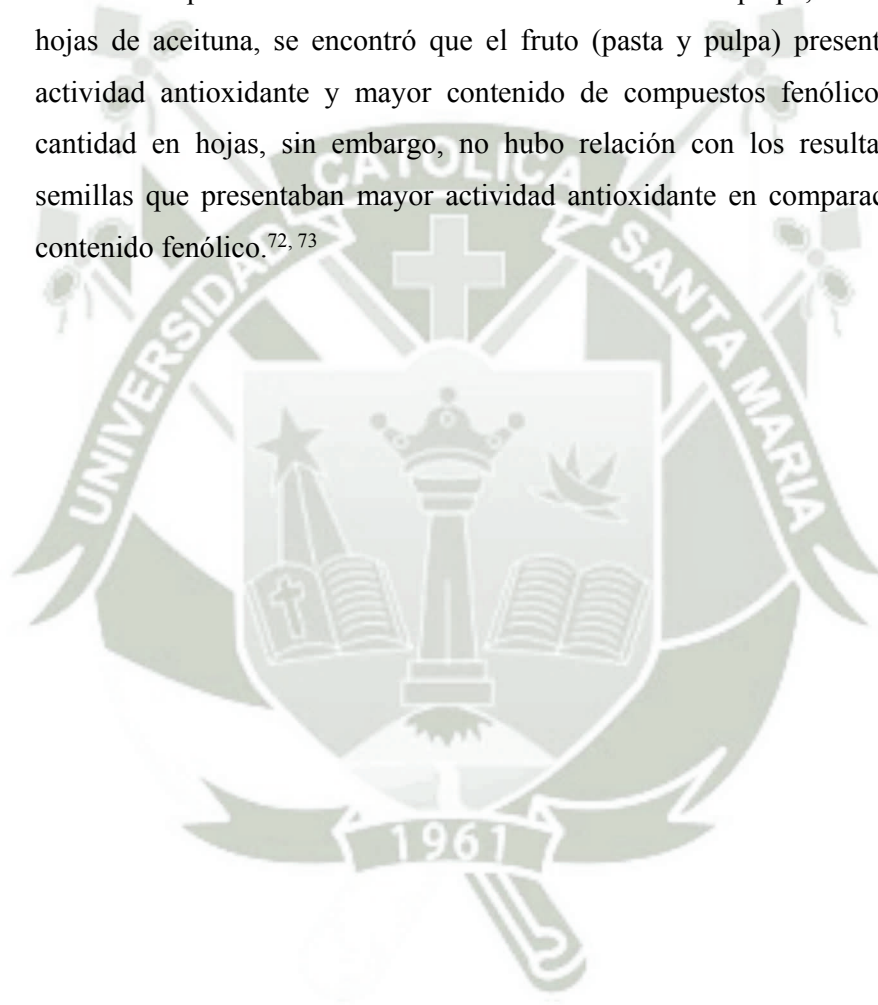 hojas de aceituna, se encontró que el fruto (pasta y pulpa) present
actividad antioxidante y mayor contenido de compuestos fenólico
cantidad en hojas, sin embargo, no hubo relación con los resulta
semillas que presentaban mayor actividad antioxidante en comparac
contenido fenólico.72, 73
UNIVERSIDAD CATOLICA SANTA MARIA
1961